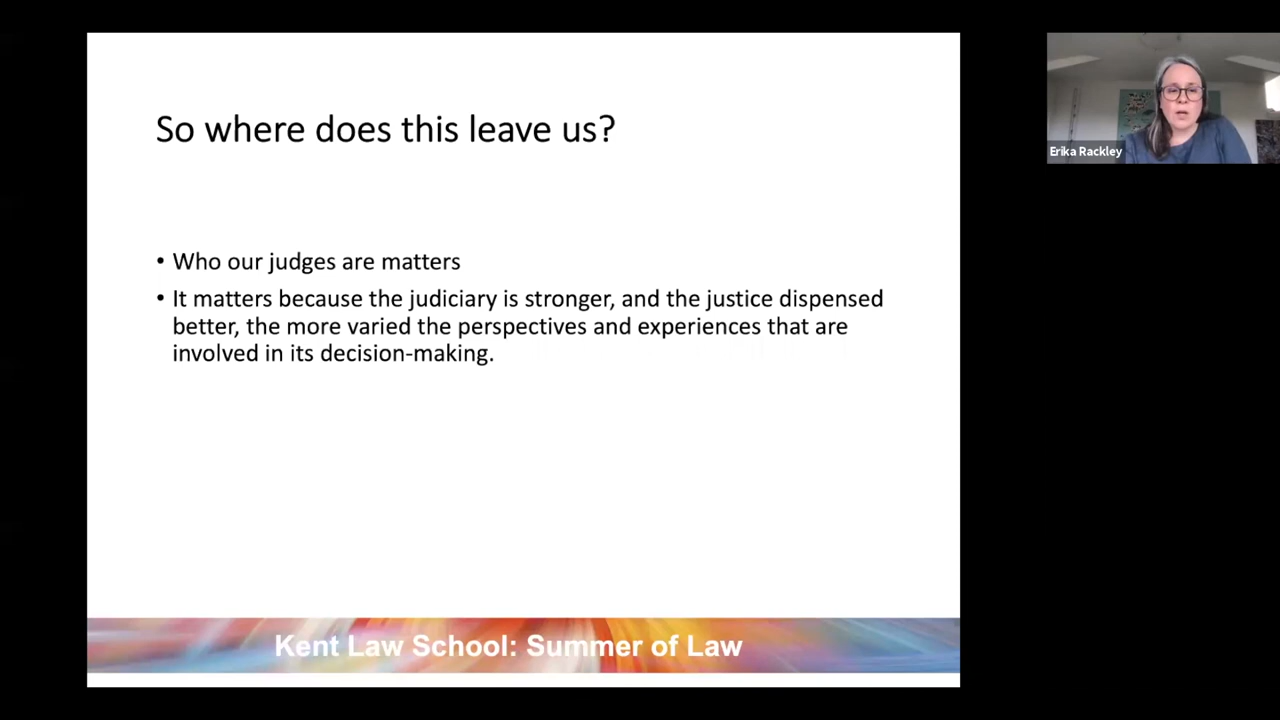 So where does this leave us?
• Who our judges are matters
• It matters because the judiciary is stronger, and the justice dispensed
better, the more varied the perspectives and experiences that are
involved in its decision-making.
Kent Law School: Summer of Law
Erika Rackley